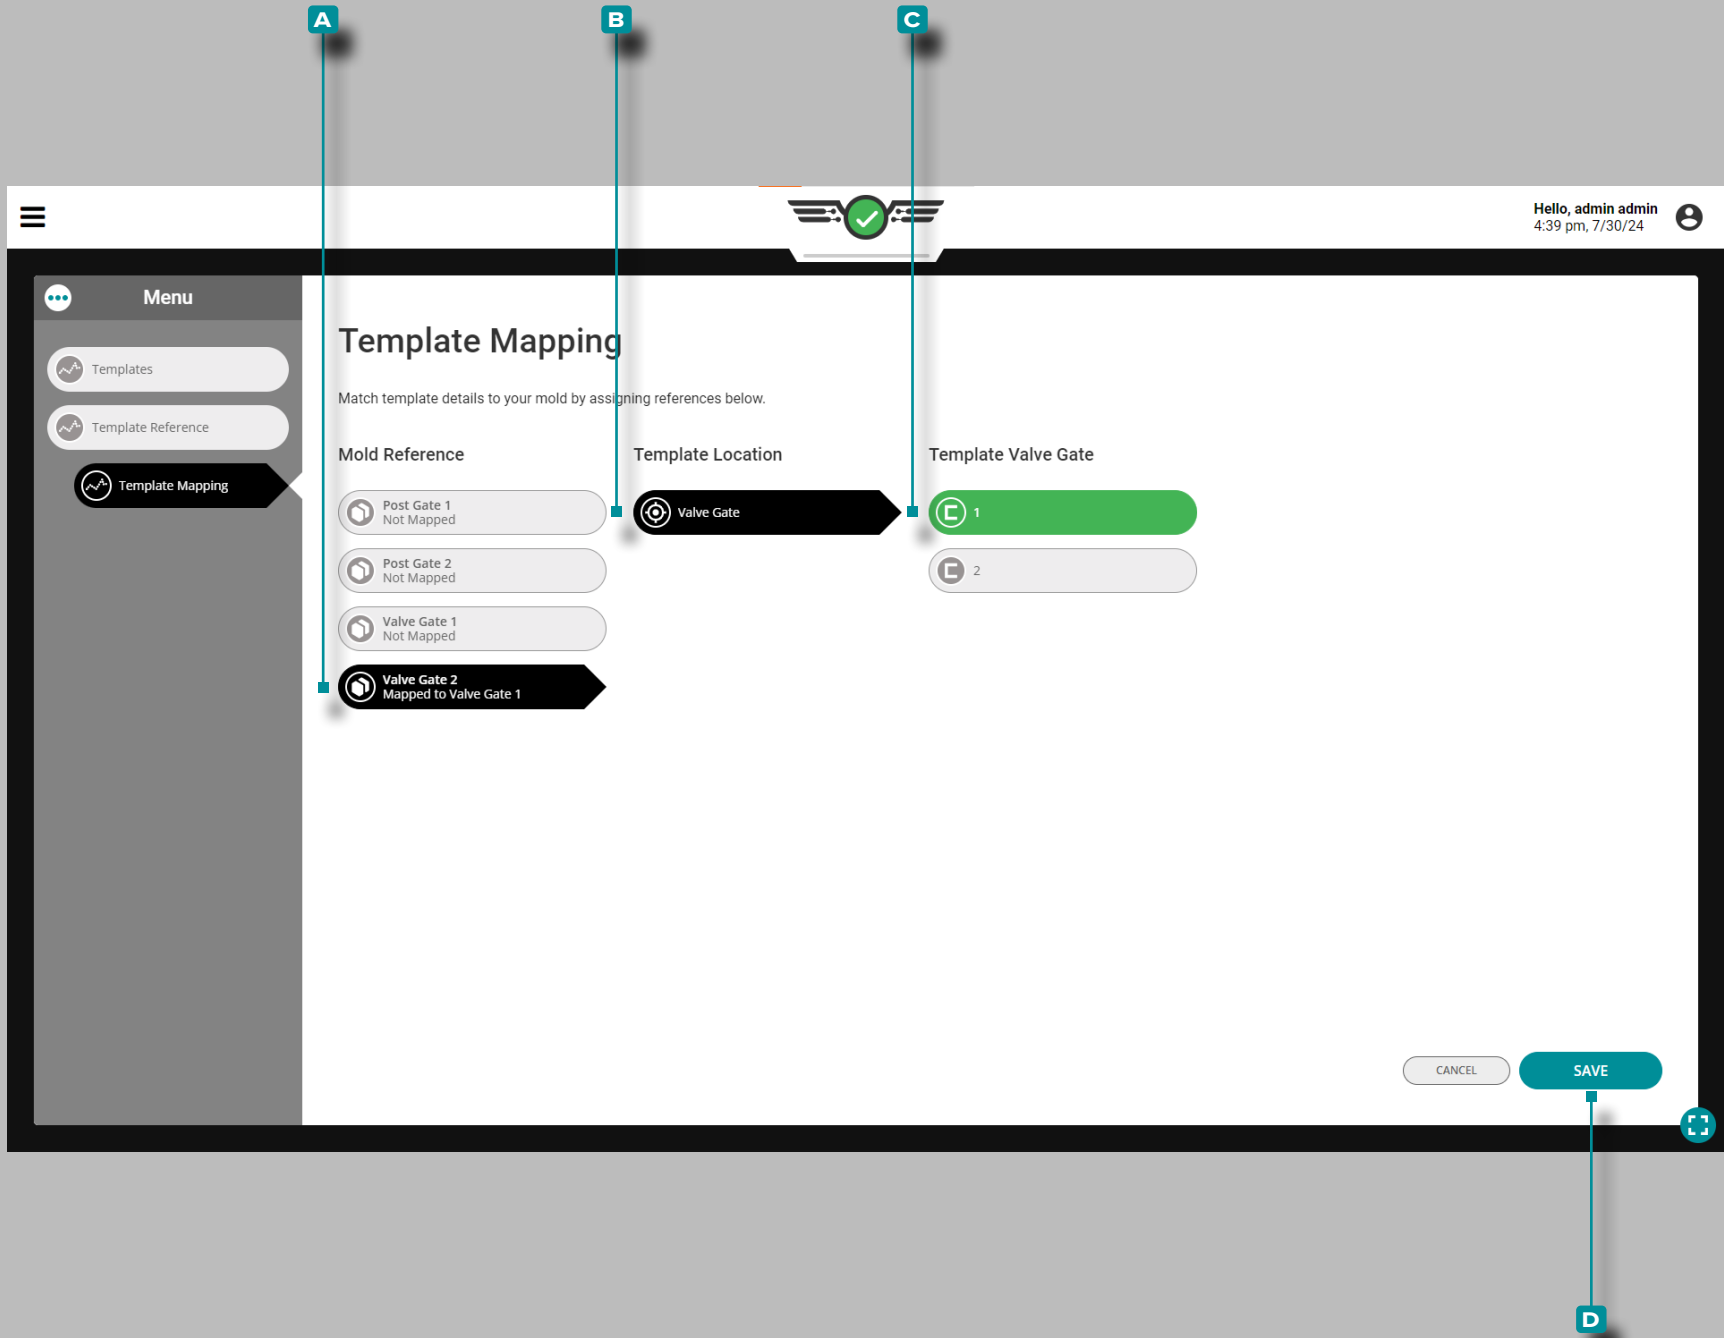 A
B
C
Hello, admin admin
4:39 pm, 7/30/24
Menu
Templates
Template Reference
Template Mapping
Template Mapping
Match template details to your mold by assigning references below.
Mold Reference
Template Location
Template Valve Gate
Post Gate 1
Not Mapped
Valve Gate
1
Post Gate 2
Not Mapped
2
Valve Gate 1
Not Mapped
Valve Gate 2
Mapped to Valve Gate 1
CANCEL
SAVE
D